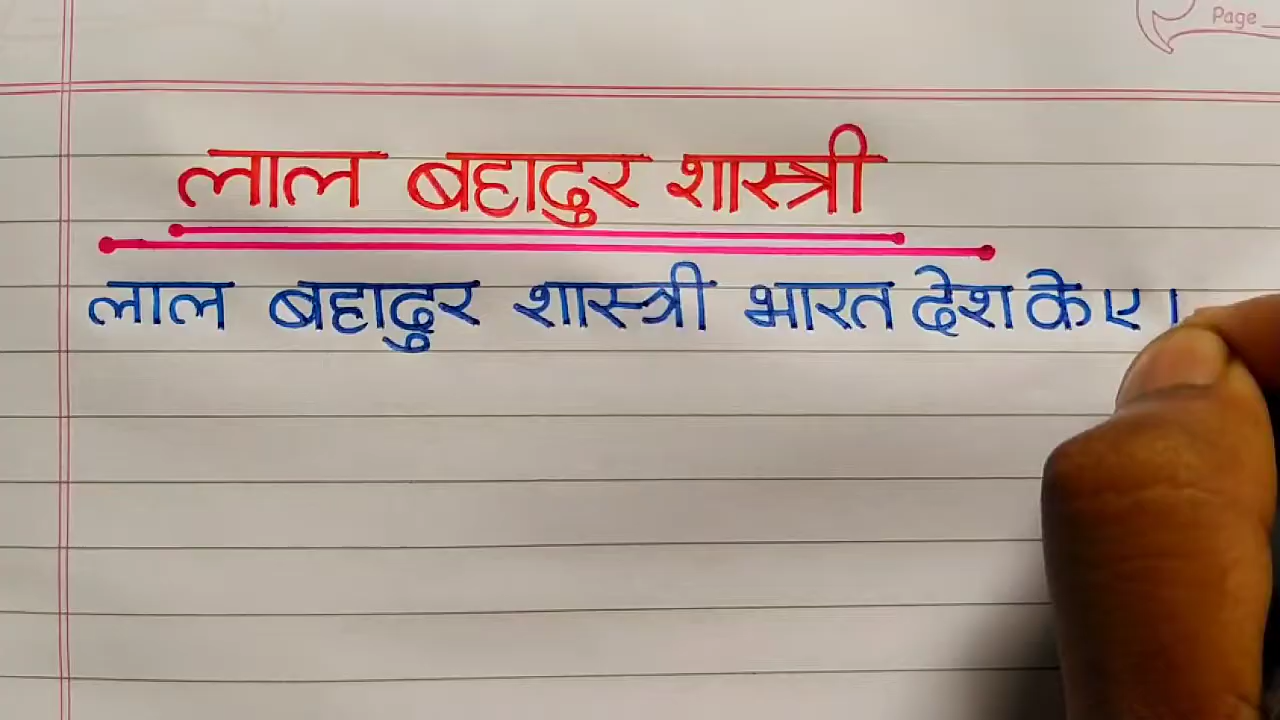 Page
लाल बहादुर शास्त्री
लाल बहादुर शास्त्री भारत देश के ए